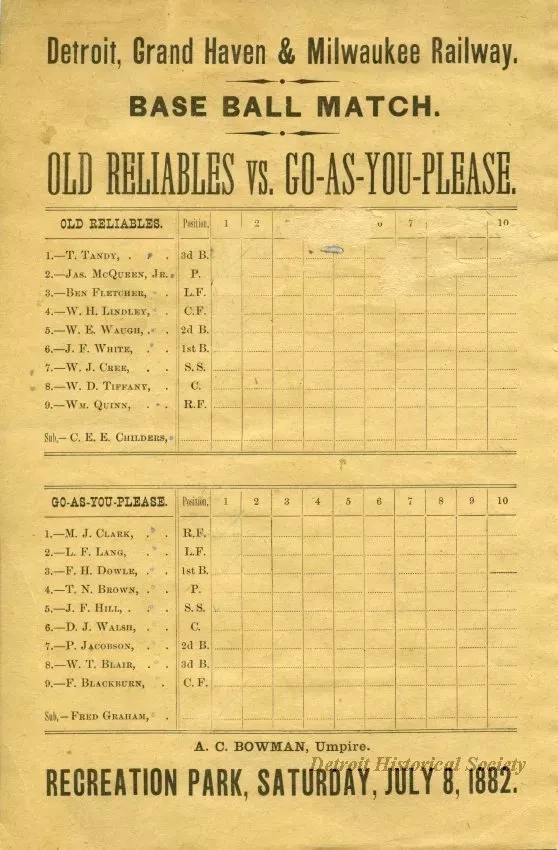 Detroit, Grand Haven & Milwaukee Railway.
BASE BALL MATCH.
OLD RELIABLES VS. GO-AS-YOU-PLEASE.
OLD RELIABLES. Position. 1 2 7 10
1.—T. TANDY, . . . 3d B.
2.—JAS. MCQUEEN, JR. P.
3.—BEN FLETCHER, . L.F.
4.—W. H. LINDLEY, . C.F.
5.—W. E. WAUGH, . . 2d B.
6.—J. F. WHITE, . . 1st B.
7.—W. J. CREE, . . S. S.
8.—W. D. TIFFANY, . C.
9.—WM. QUINN, . . R.F.
Sub,—C. E. E. CHILDERS,
GO-AS-YOU-PLEASE. Position. 1 2 3 4 5 6 7 8 9 10
1.—M. J. CLARK, . . R.F.
2.—L. F. LANG, . . L.F.
3.—F. H. DOWLE, . . 1st B.
4.—T. N. BROWN, . . P.
5.—J. F. HILL, . . . S. S.
6.—D. J. WALSH, . . C.
7.—P. JACOBSON, . . 2d B.
8.—W. T. BLAIR, . . 3d B.
9.—F. BLACKBURN, . C. F.
Sub,—FRED GRAHAM, .
A. C. BOWMAN, Umpire.
Detroit Historical Society
RECREATION PARK, SATURDAY, JULY 8, 1882.